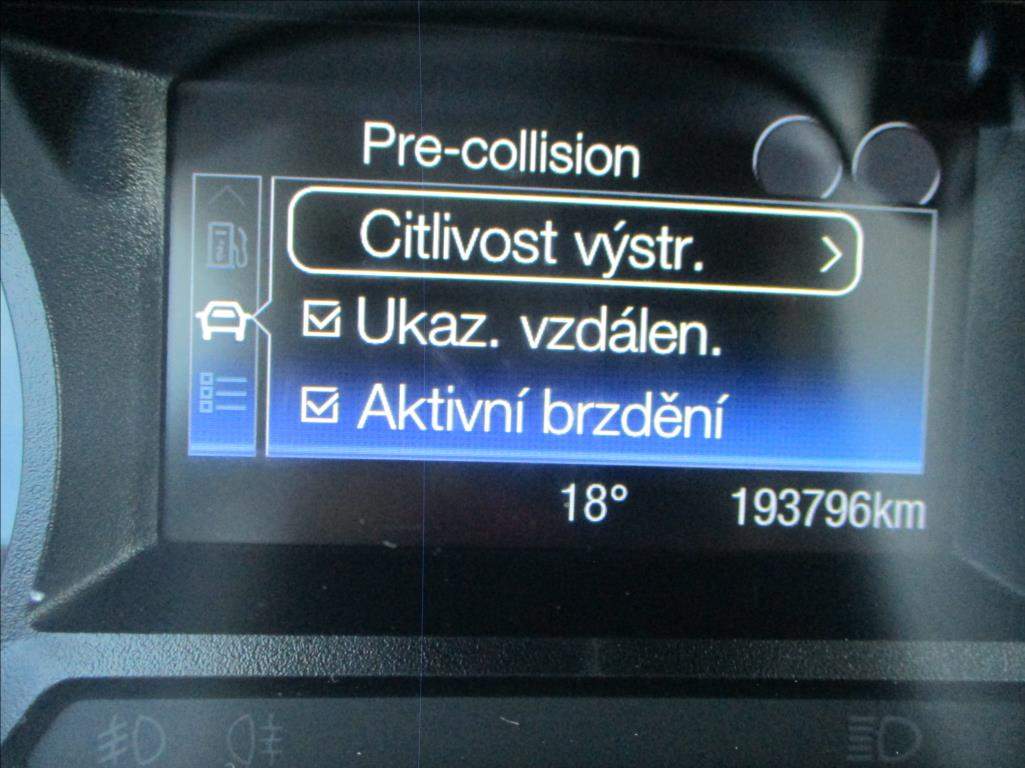 Pre-collision
Citlivost výstr.
Ukaz. vzdálen.
Aktivní brzdění
18° 193796km